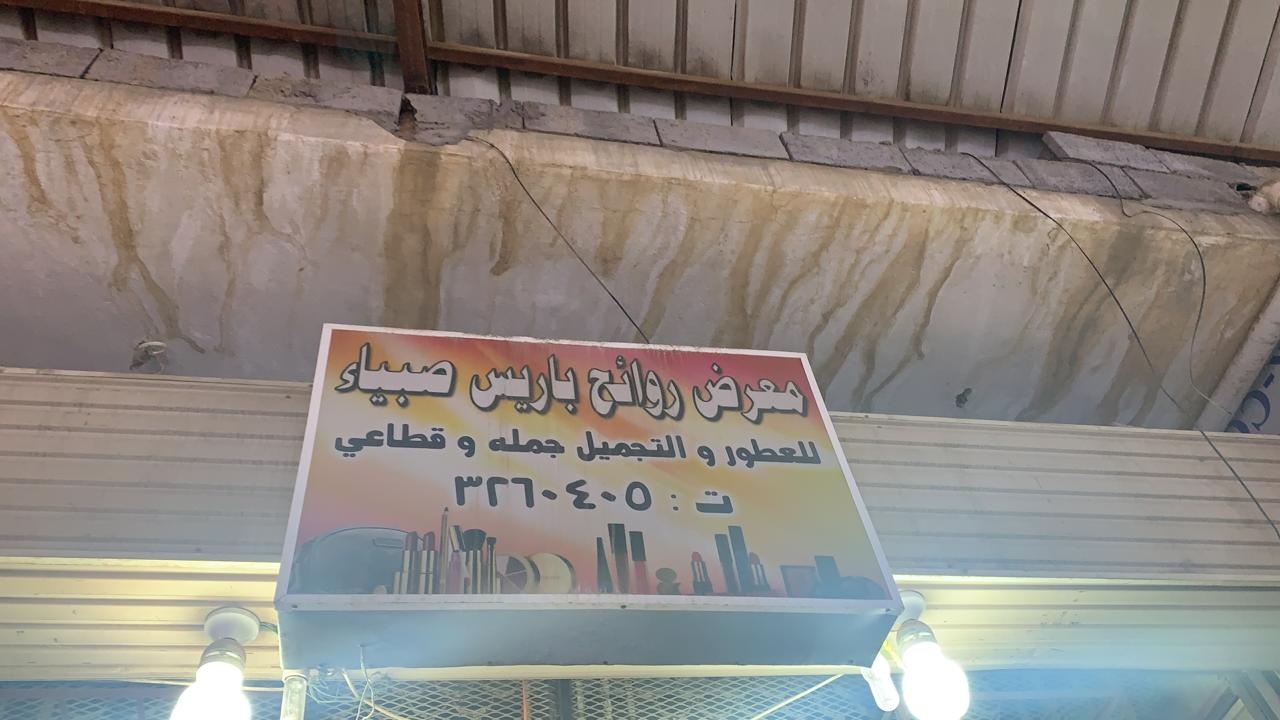 معرض روائح باريس صبياء
للعطور و التجميل جمله و قطاعي
ت : ٣٢٦٠٤٠٥